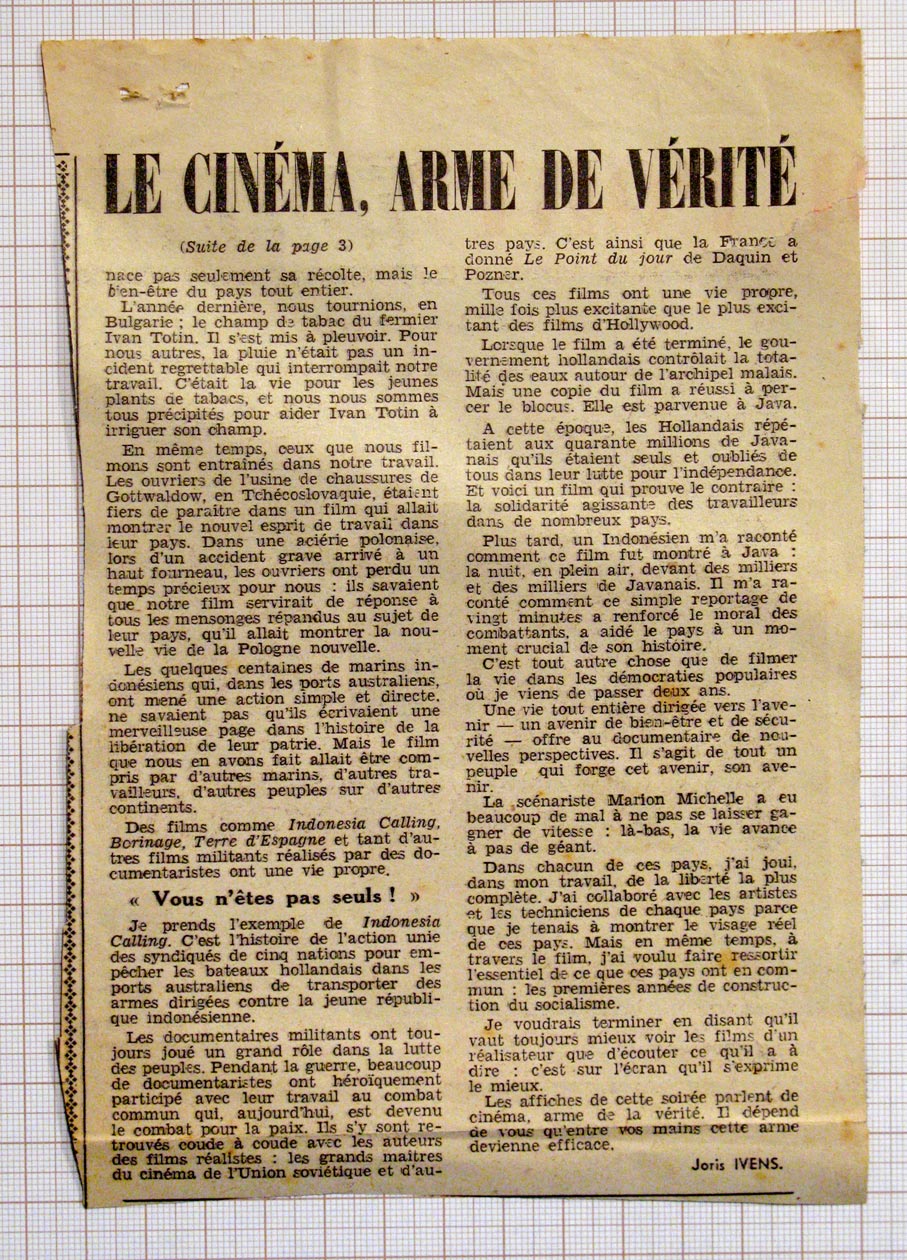 LE CINÉMA, ARME DE VÉRITÉ
(Suite de la page 3)
nace pas seulement sa récolte, mais le
bien-être du pays tout entier.
L'année dernière, nous tournions, en
Bulgarie ; le champ de tabac du fermier
Ivan Totin. Il s'est mis à pleuvoir. Pour
nous autres, la pluie n'était pas un in-
cident regrettable qui interrompait notre
travail. C'était la vie pour les jeunes
plants de tabacs, et nous nous sommes
tous précipités pour aider Ivan Totin à
irriguer son champ.
En même temps, ceux que nous fil-
mons sont entraînés dans notre travail.
Les ouvriers de l'usine de chaussures de
Gottwaldow, en Tchécoslovaquie, étaient
fiers de paraître dans un film qui allait
montrer le nouvel esprit de travail dans
leur pays. Dans une aciérie polonaise,
lors d'un accident grave arrivé à un
haut fourneau, les ouvriers ont perdu un
temps précieux pour nous : ils savaient
que notre film servirait de réponse à
tous les mensonges répandus au sujet de
leur pays, qu'il allait montrer la nou-
velle vie de la Pologne nouvelle.
Les quelques centaines de marins in-
donésiens qui, dans les ports australiens,
ont mené une action simple et directe,
ne savaient pas qu'ils écrivaient une
merveilleuse page dans l'histoire de la
libération de leur patrie. Mais le film
que nous en avons fait allait être com-
pris par d'autres marins, d'autres tra-
vailleurs, d'autres peuples sur d'autres
continents.
Des films comme Indonesia Calling,
Borinage, Terre d'Espagne et tant d'au-
tres films militants réalisés par des do-
cumentaristes ont une vie propre.
« Vous n'êtes pas seuls ! »
Je prends l'exemple de Indonesia
Calling. C'est l'histoire de l'action unie
des syndiqués de cinq nations pour em-
pêcher les bateaux hollandais dans les
ports australiens de transporter des
armes dirigées contre la jeune républi-
que indonésienne.
Les documentaires militants ont tou-
jours joué un grand rôle dans la lutte
des peuples. Pendant la guerre, beaucoup
de documentaristes ont héroïquement
participé avec leur travail au combat
commun qui, aujourd'hui, est devenu
le combat pour la paix. Ils s'y sont re-
trouvés coude à coude avec les auteurs
des films réalistes : les grands maîtres
du cinéma de l'Union soviétique et d'au-
tres pays. C'est ainsi que la France a
donné Le Point du jour de Daquin et
Pozner.
Tous ces films ont une vie propre,
mille fois plus excitante que le plus exci-
tant des films d'Hollywood.
Lorsque le film a été terminé, le gou-
vernement hollandais contrôlait la tota-
lité des eaux autour de l'archipel malais.
Mais une copie du film a réussi à per-
cer le blocus. Elle est parvenue à Java.
A cette époque, les Hollandais répé-
taient aux quarante millions de Java-
nais qu'ils étaient seuls et oubliés de
tous dans leur lutte pour l'indépendance.
Et voici un film qui prouve le contraire :
la solidarité agissante des travailleurs
dans de nombreux pays.
Plus tard, un Indonésien m'a raconté
comment ce film fut montré à Java :
la nuit, en plein air, devant des milliers
et des milliers de Javanais. Il m'a ra-
conté comment ce simple reportage de
vingt minutes a renforcé le moral des
combattants, a aidé le pays à un mo-
ment crucial de son histoire.
C'est tout autre chose que de filmer
la vie dans les démocraties populaires
où je viens de passer deux ans.
Une vie tout entière dirigée vers l'ave-
nir — un avenir de bien-être et de sécu-
rité — offre au documentaire de nou-
velles perspectives. Il s'agit de tout un
peuple qui forge cet avenir, son ave-
nir.
La scénariste Marion Michelle a eu
beaucoup de mal à ne pas se laisser ga-
gner de vitesse : là-bas, la vie avance
à pas de géant.
Dans chacun de ces pays, j'ai joui,
dans mon travail, de la liberté la plus
complète. J'ai collaboré avec les artistes
et les techniciens de chaque pays parce
que je tenais à montrer le visage réel
de ces pays. Mais en même temps, à
travers le film, j'ai voulu faire ressortir
l'essentiel de ce que ces pays ont en com-
mun : les premières années de construc-
tion du socialisme.
Je voudrais terminer en disant qu'il
vaut toujours mieux voir les films d'un
réalisateur que d'écouter ce qu'il a à
dire : c'est sur l'écran qu'il s'exprime
le mieux.
Les affiches de cette soirée parlent de
cinéma, arme de la vérité. Il dépend
de vous qu'entre vos mains cette arme
devienne efficace.
Joris IVENS.